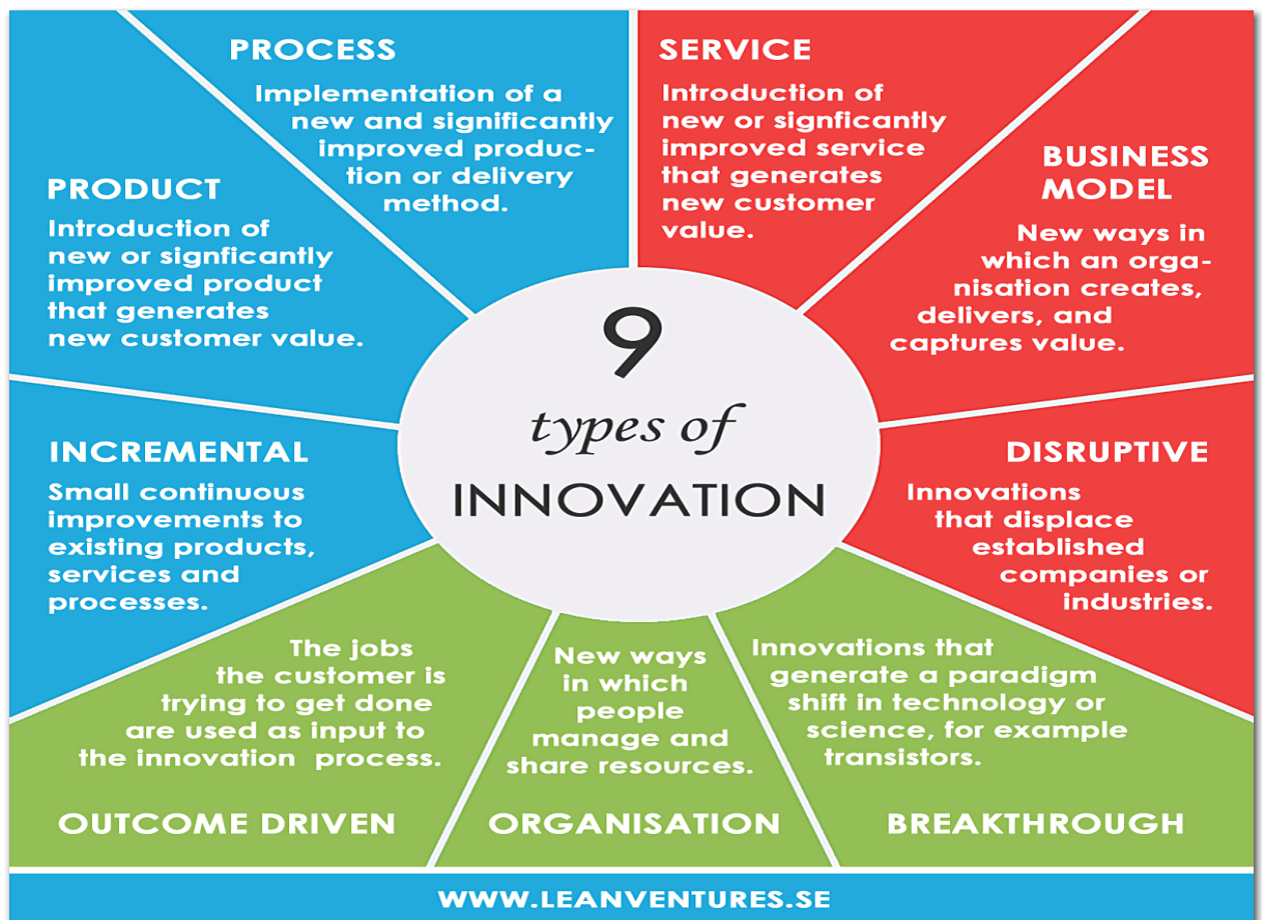 9
types of
INNOVATION
PROCESS
Implementation of a
new and significantly
improved produc-
tion or delivery
method.
SERVICE
Introduction of
new or signficantly
improved service
that generates
new customer
value.
BUSINESS
MODEL
New ways in
which an orga-
nisation creates,
delivers, and
captures value.
DISRUPTIVE
Innovations
that displace
established
companies or
industries.
Innovations that
generate a paradigm
shift in technology or
science, for example
transistors.
BREAKTHROUGH
New ways
in which
people
manage and
share resources.
ORGANISATION
The jobs
the customer is
trying to get done
are used as input to
the innovation process.
OUTCOME DRIVEN
INCREMENTAL
Small continuous
improvements to
existing products,
services and
processes.
PRODUCT
Introduction of
new or signficantly
improved product
that generates
new customer value.
WWW.LEANVENTURES.SE